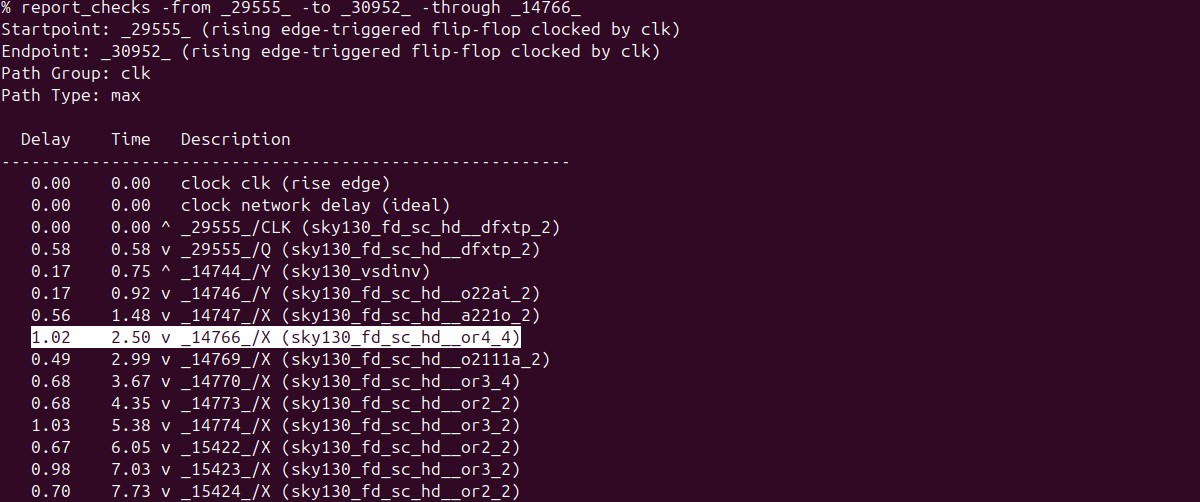 % report_checks -from _29555_ -to _30952_ -through _14766_
Startpoint: _29555_ (rising edge-triggered flip-flop clocked by clk)
Endpoint: _30952_ (rising edge-triggered flip-flop clocked by clk)
Path Group: clk
Path Type: max

  Delay    Time   Description
---------------------------------------------------------
   0.00    0.00   clock clk (rise edge)
   0.00    0.00   clock network delay (ideal)
   0.00    0.00 ^ _29555_/CLK (sky130_fd_sc_hd__dfxtp_2)
   0.58    0.58 v _29555_/Q (sky130_fd_sc_hd__dfxtp_2)
   0.17    0.75 ^ _14744_/Y (sky130_vsdinv)
   0.17    0.92 v _14746_/Y (sky130_fd_sc_hd__o22ai_2)
   0.56    1.48 v _14747_/X (sky130_fd_sc_hd__a221o_2)
   1.02    2.50 v _14766_/X (sky130_fd_sc_hd__or4_4)
   0.49    2.99 v _14769_/X (sky130_fd_sc_hd__o2111a_2)
   0.68    3.67 v _14770_/X (sky130_fd_sc_hd__or3_4)
   0.68    4.35 v _14773_/X (sky130_fd_sc_hd__or2_2)
   1.03    5.38 v _14774_/X (sky130_fd_sc_hd__or3_2)
   0.67    6.05 v _15422_/X (sky130_fd_sc_hd__or2_2)
   0.98    7.03 v _15423_/X (sky130_fd_sc_hd__or3_2)
   0.70    7.73 v _15424_/X (sky130_fd_sc_hd__or2_2)